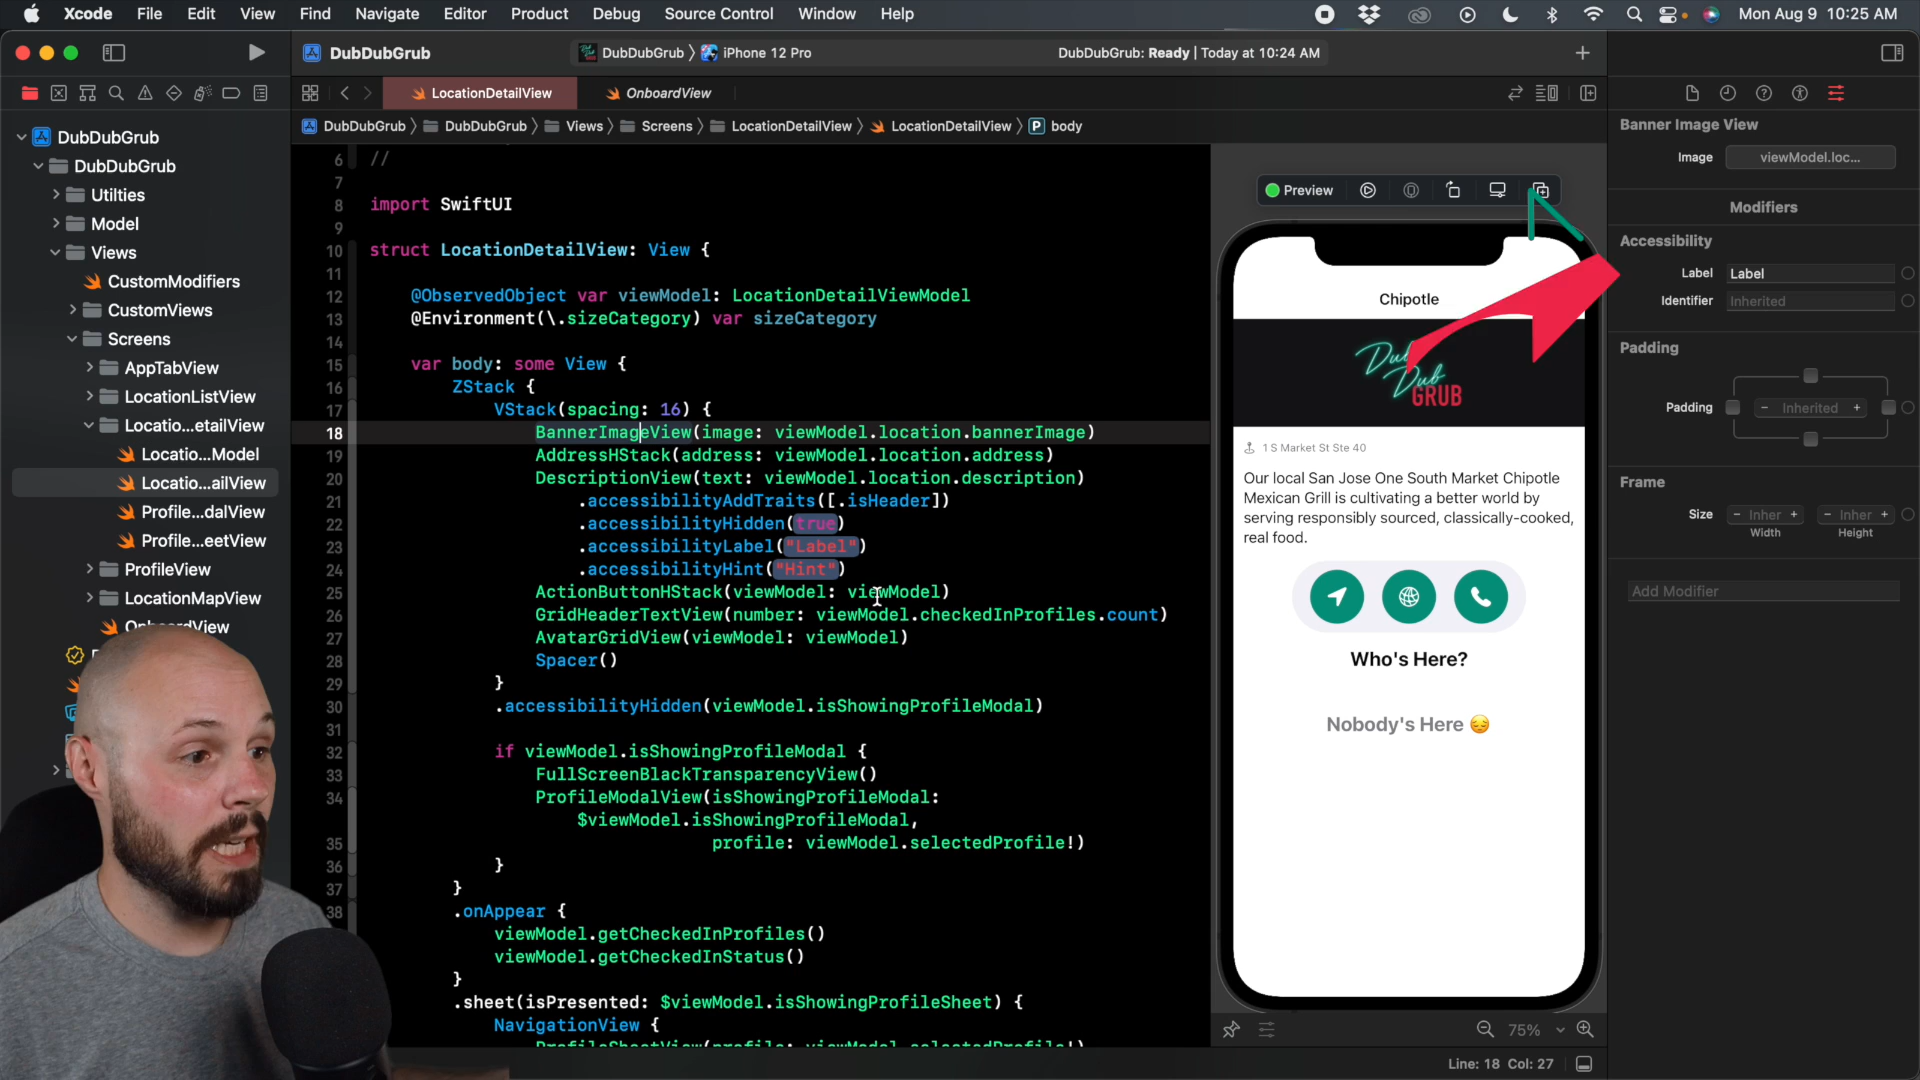 Xcode File Edit View Find Navigate Editor Product Debug Source Control Window Help Mon Aug 9 10:25 AM
DubDubGrub DubDubGrub iPhone 12 Pro DubDubGrub: Ready | Today at 10:24 AM
LocationDetailView OnboardView
DubDubGrub DubDubGrub Views Screens LocationDetailView LocationDetailView P body
DubDubGrub
DubDubGrub
Utilties
Model
Views
CustomModifiers
CustomViews
Screens
AppTabView
LocationListView
Locatio...etailView
Locatio...Model
Locatio...ailView
Profile...dalView
Profile...eetView
ProfileView
LocationMapView
OnboardView
6 //
7
8 import SwiftUI
9
10 struct LocationDetailView: View {
11
12 @ObservedObject var viewModel: LocationDetailViewModel
13 @Environment(\.sizeCategory) var sizeCategory
14
15 var body: some View {
16 ZStack {
17 VStack(spacing: 16) {
18 BannerImageView(image: viewModel.location.bannerImage)
19 AddressHStack(address: viewModel.location.address)
20 DescriptionView(text: viewModel.location.description)
21 .accessibilityAddTraits([.isHeader])
22 .accessibilityHidden(true)
23 .accessibilityLabel("Label")
24 .accessibilityHint("Hint")
25 ActionButtonHStack(viewModel: viewModel)
26 GridHeaderTextView(number: viewModel.checkedInProfiles.count)
27 AvatarGridView(viewModel: viewModel)
28 Spacer()
29 }
30 .accessibilityHidden(viewModel.isShowingProfileModal)
31
32 if viewModel.isShowingProfileModal {
33 FullScreenBlackTransparencyView()
34 ProfileModalView(isShowingProfileModal:
$viewModel.isShowingProfileModal,
35 profile: viewModel.selectedProfile!)
36 }
37 }
38 .onAppear {
viewModel.getCheckedInProfiles()
viewModel.getCheckedInStatus()
}
.sheet(isPresented: $viewModel.isShowingProfileSheet) {
NavigationView {
ProfileSheetView(profile: viewModel.selectedProfile!)
Preview
Chipotle
Dub
Dub
GRUB
1 S Market St Ste 40
Our local San Jose One South Market Chipotle
Mexican Grill is cultivating a better world by
serving responsibly sourced, classically-cooked,
real food.
Who's Here?
Nobody's Here 😔
75%
Banner Image View
Image viewModel.loc...
Modifiers
Accessibility
Label Label
Identifier Inherited
Padding
Padding - Inherited +
Frame
Size - Inher + - Inher +
Width Height
Add Modifier
Line: 18 Col: 27